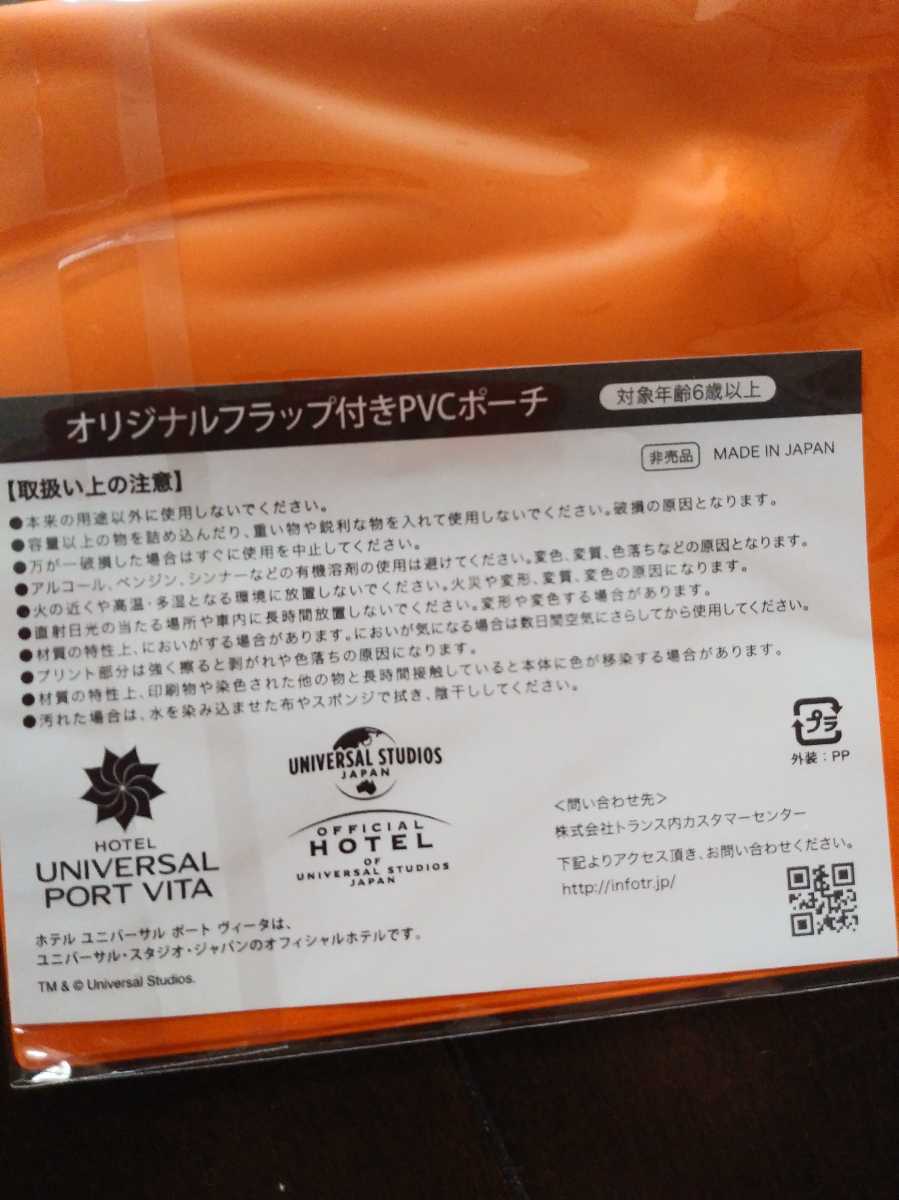 オリジナルフラップ付きPVCポーチ
対象年齢6歳以上
非売品 MADE IN JAPAN
【取扱い上の注意】
●本来の用途以外に使用しないでください。
●容量以上の物を詰め込んだり、重い物や鋭利な物を入れて使用しないでください。破損の原因となります。
●万が一破損した場合はすぐに使用を中止してください。
●アルコール、ベンジン、シンナーなどの有機溶剤の使用は避けてください。変色、変質、色落ちなどの原因となります。
●火の近くや高温・多湿となる環境に放置しないでください。火災や変形、変質、変色の原因になります。
●直射日光の当たる場所や車内に長時間放置しないでください。変形や変色する場合があります。
●材質の特性上、においがする場合があります。においが気になる場合は数日間空気にさらしてから使用してください。
●プリント部分は強く擦ると剥がれや色落ちの原因になります。
●材質の特性上、印刷物や染色された他の物と長時間接触していると本体に色が移染する場合があります。
●汚れた場合は、水を染み込ませた布やスポンジで拭き、陰干ししてください。
プラ
外装：PP
HOTEL
UNIVERSAL
PORT VITA
UNIVERSAL STUDIOS
JAPAN
OFFICIAL
HOTEL
OF
UNIVERSAL STUDIOS
JAPAN
＜問い合わせ先＞
株式会社トランス内カスタマーセンター
下記よりアクセス頂き、お問い合わせください。
http://infotr.jp/
ホテル ユニバーサル ポート ヴィータは、
ユニバーサル・スタジオ・ジャパンのオフィシャルホテルです。
TM & © Universal Studios.